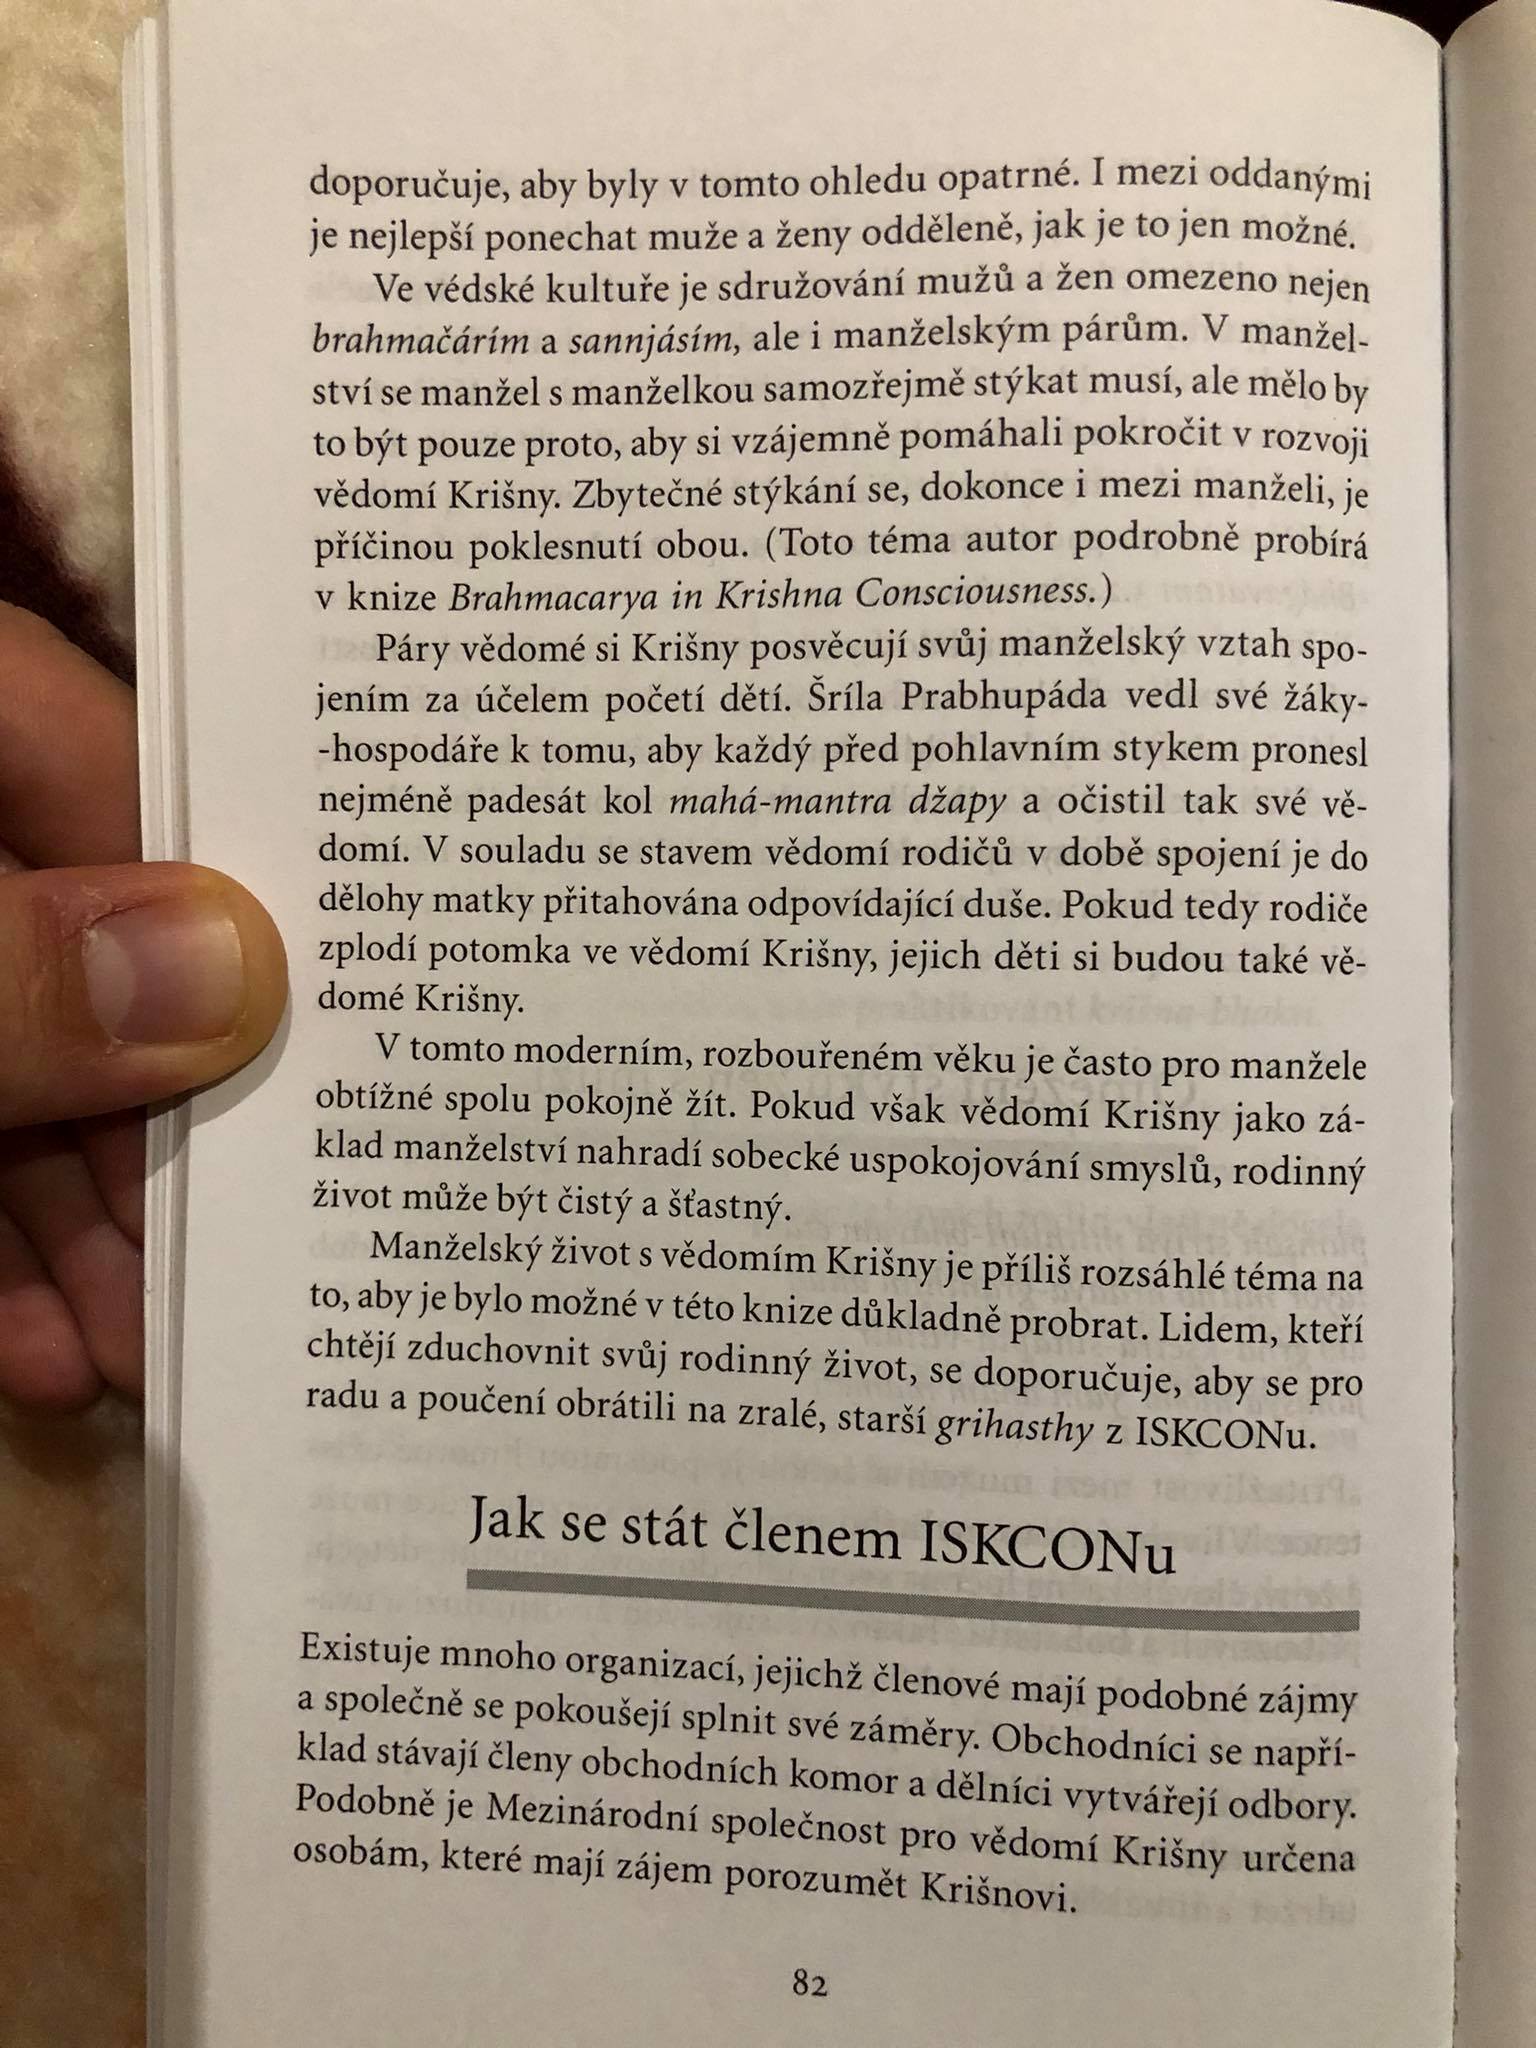 doporučuje, aby byly v tomto ohledu opatrné. I mezi oddanými
je nejlepší ponechat muže a ženy odděleně, jak je to jen možné.
Ve védské kultuře je sdružování mužů a žen omezeno nejen
brahmačárím a sannjásím, ale i manželským párům. V manžel-
ství se manžel s manželkou samozřejmě stýkat musí, ale mělo by
to být pouze proto, aby si vzájemně pomáhali pokročit v rozvoji
vědomí Krišny. Zbytečné stýkání se, dokonce i mezi manželi, je
příčinou poklesnutí obou. (Toto téma autor podrobně probírá
v knize Brahmacarya in Krishna Consciousness.)
Páry vědomé si Krišny posvěcují svůj manželský vztah spo-
jením za účelem početí dětí. Šríla Prabhupáda vedl své žáky-
-hospodáře k tomu, aby každý před pohlavním stykem pronesl
nejméně padesát kol mahá-mantra džapy a očistil tak své vě-
domí. V souladu se stavem vědomí rodičů v době spojení je do
dělohy matky přitahována odpovídající duše. Pokud tedy rodiče
zplodí potomka ve vědomí Krišny, jejich děti si budou také vě-
domé Krišny.
V tomto moderním, rozbouřeném věku je často pro manžele
obtížné spolu pokojně žít. Pokud však vědomí Krišny jako zá-
klad manželství nahradí sobecké uspokojování smyslů, rodinný
život může být čistý a šťastný.
Manželský život s vědomím Krišny je příliš rozsáhlé téma na
to, aby je bylo možné v této knize důkladně probrat. Lidem, kteří
chtějí zduchovnit svůj rodinný život, se doporučuje, aby se pro
radu a poučení obrátili na zralé, starší grihasthy z ISKCONu.
Jak se stát členem ISKCONu
Existuje mnoho organizací, jejichž členové mají podobné zájmy
a společně se pokoušejí splnit své záměry. Obchodníci se napří-
klad stávají členy obchodních komor a dělníci vytvářejí odbory.
Podobně je Mezinárodní společnost pro vědomí Krišny určena
osobám, které mají zájem porozumět Krišnovi.
82